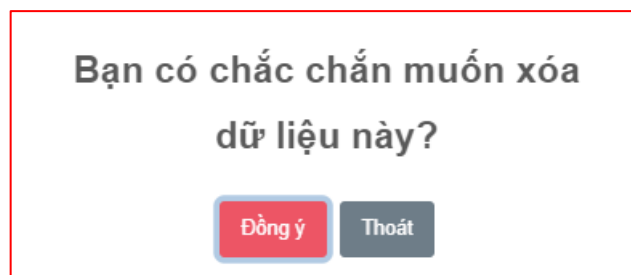 Bạn có chắc chắn muốn xóa
dữ liệu này?
Đồng ý Thoát